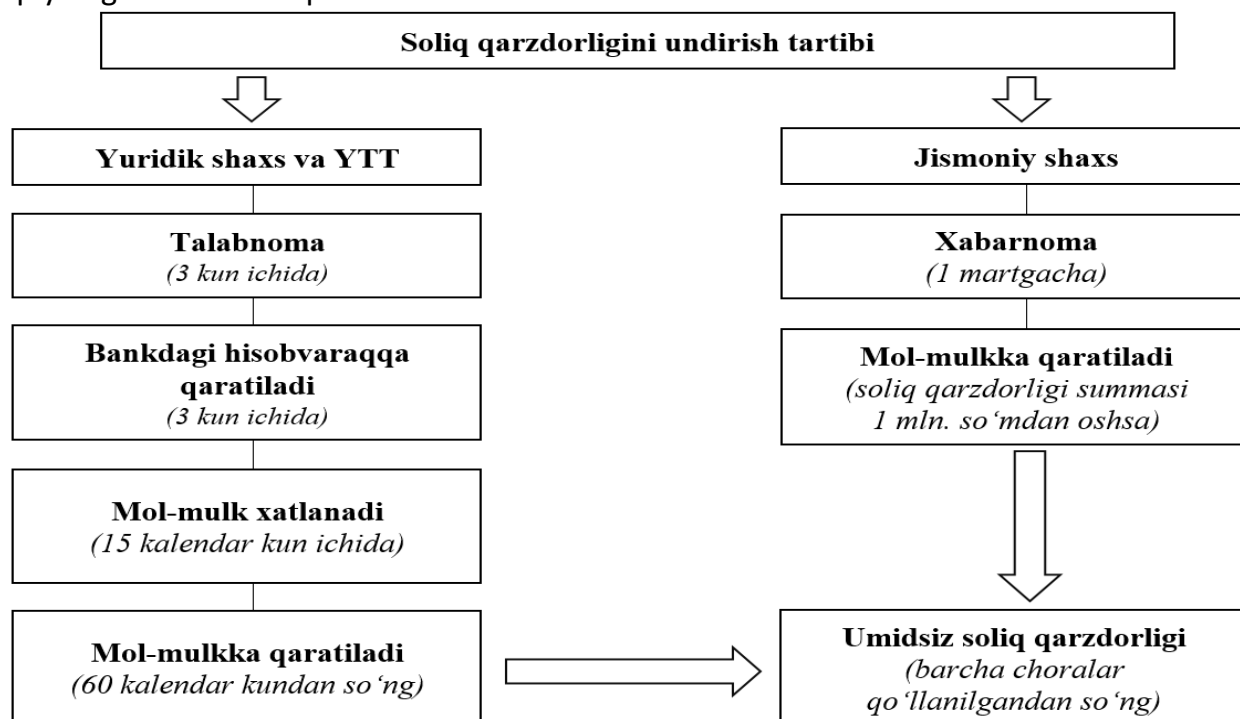 Soliq qarzdorligini undirish tartibi
Yuridik shaxs va YTT
Talabnoma
(3 kun ichida)
Bankdagi hisobvaraqqa
qaratiladi
(3 kun ichida)
Mol-mulk xatlanadi
(15 kalendar kun ichida)
Mol-mulkka qaratiladi
(60 kalendar kundan so‘ng)
Jismoniy shaxs
Xabarnoma
(1 martgacha)
Mol-mulkka qaratiladi
(soliq qarzdorligi summasi
1 mln. so‘mdan oshsa)
Umidsiz soliq qarzdorligi
(barcha choralar
qo‘llanilgandan so‘ng)